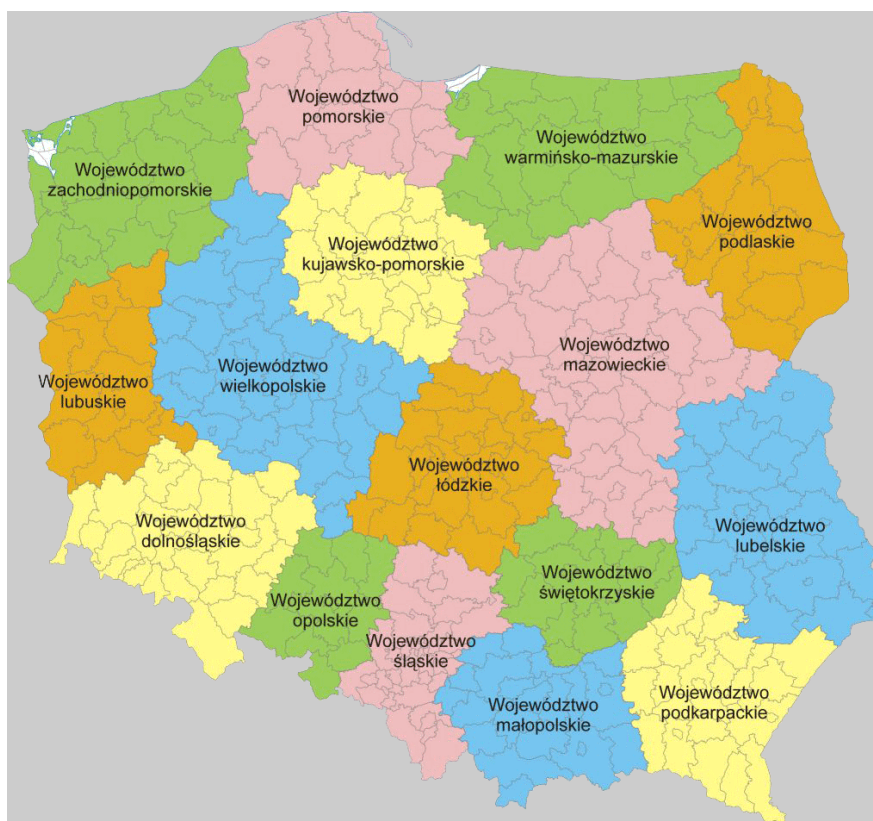 Województwo
pomorskie
Województwo
warmińsko-mazurskie
Województwo
zachodniopomorskie
Województwo
podlaskie
Województwo
kujawsko-pomorskie
Województwo
mazowieckie
Województwo
wielkopolskie
Województwo
lubuskie
Województwo
łódzkie
Województwo
dolnośląskie
Województwo
lubelskie
Województwo
świętokrzyskie
Województwo
opolskie
Województwo
śląskie
Województwo
podkarpackie
Województwo
małopolskie